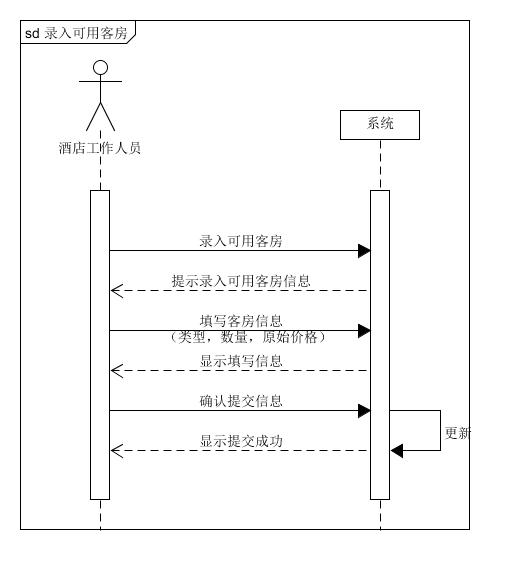 sd 录入可用客房
酒店工作人员
系统
录入可用客房
提示录入可用客房信息
填写客房信息
（类型，数量，原始价格）
显示填写信息
确认提交信息
更新
显示提交成功